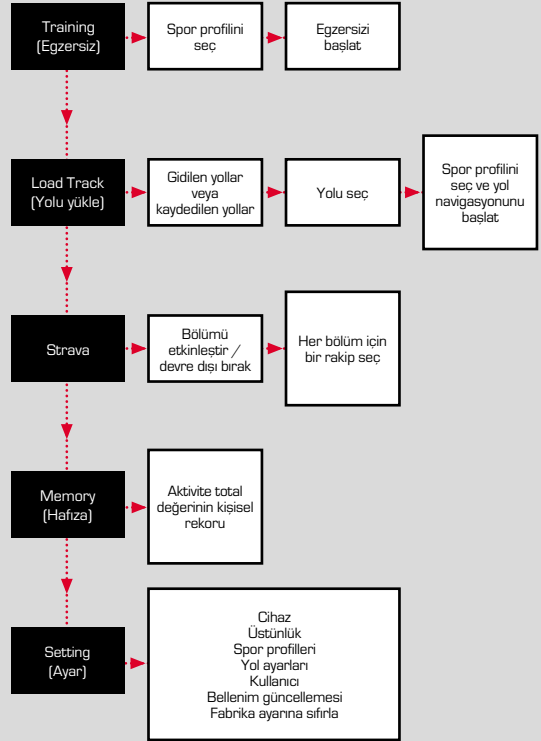 Training
(Egzersiz)
Spor profilini
seç
Egzersizi
başlat
Load Track
(Yolu yükle)
Gidilen yollar
veya
kaydedilen yollar
Yolu seç
Spor profilini
seç ve yol
navigasyonunu
başlat
Strava
Bölümü
etkinleştir /
devre dışı bırak
Her bölüm için
bir rakip seç
Memory
(Hafıza)
Aktivite total
değerinin kişisel
rekoru
Setting
(Ayar)
Cihaz
Üstünlük
Spor profilleri
Yol ayarları
Kullanıcı
Bellenim güncellemesi
Fabrika ayarına sıfırla